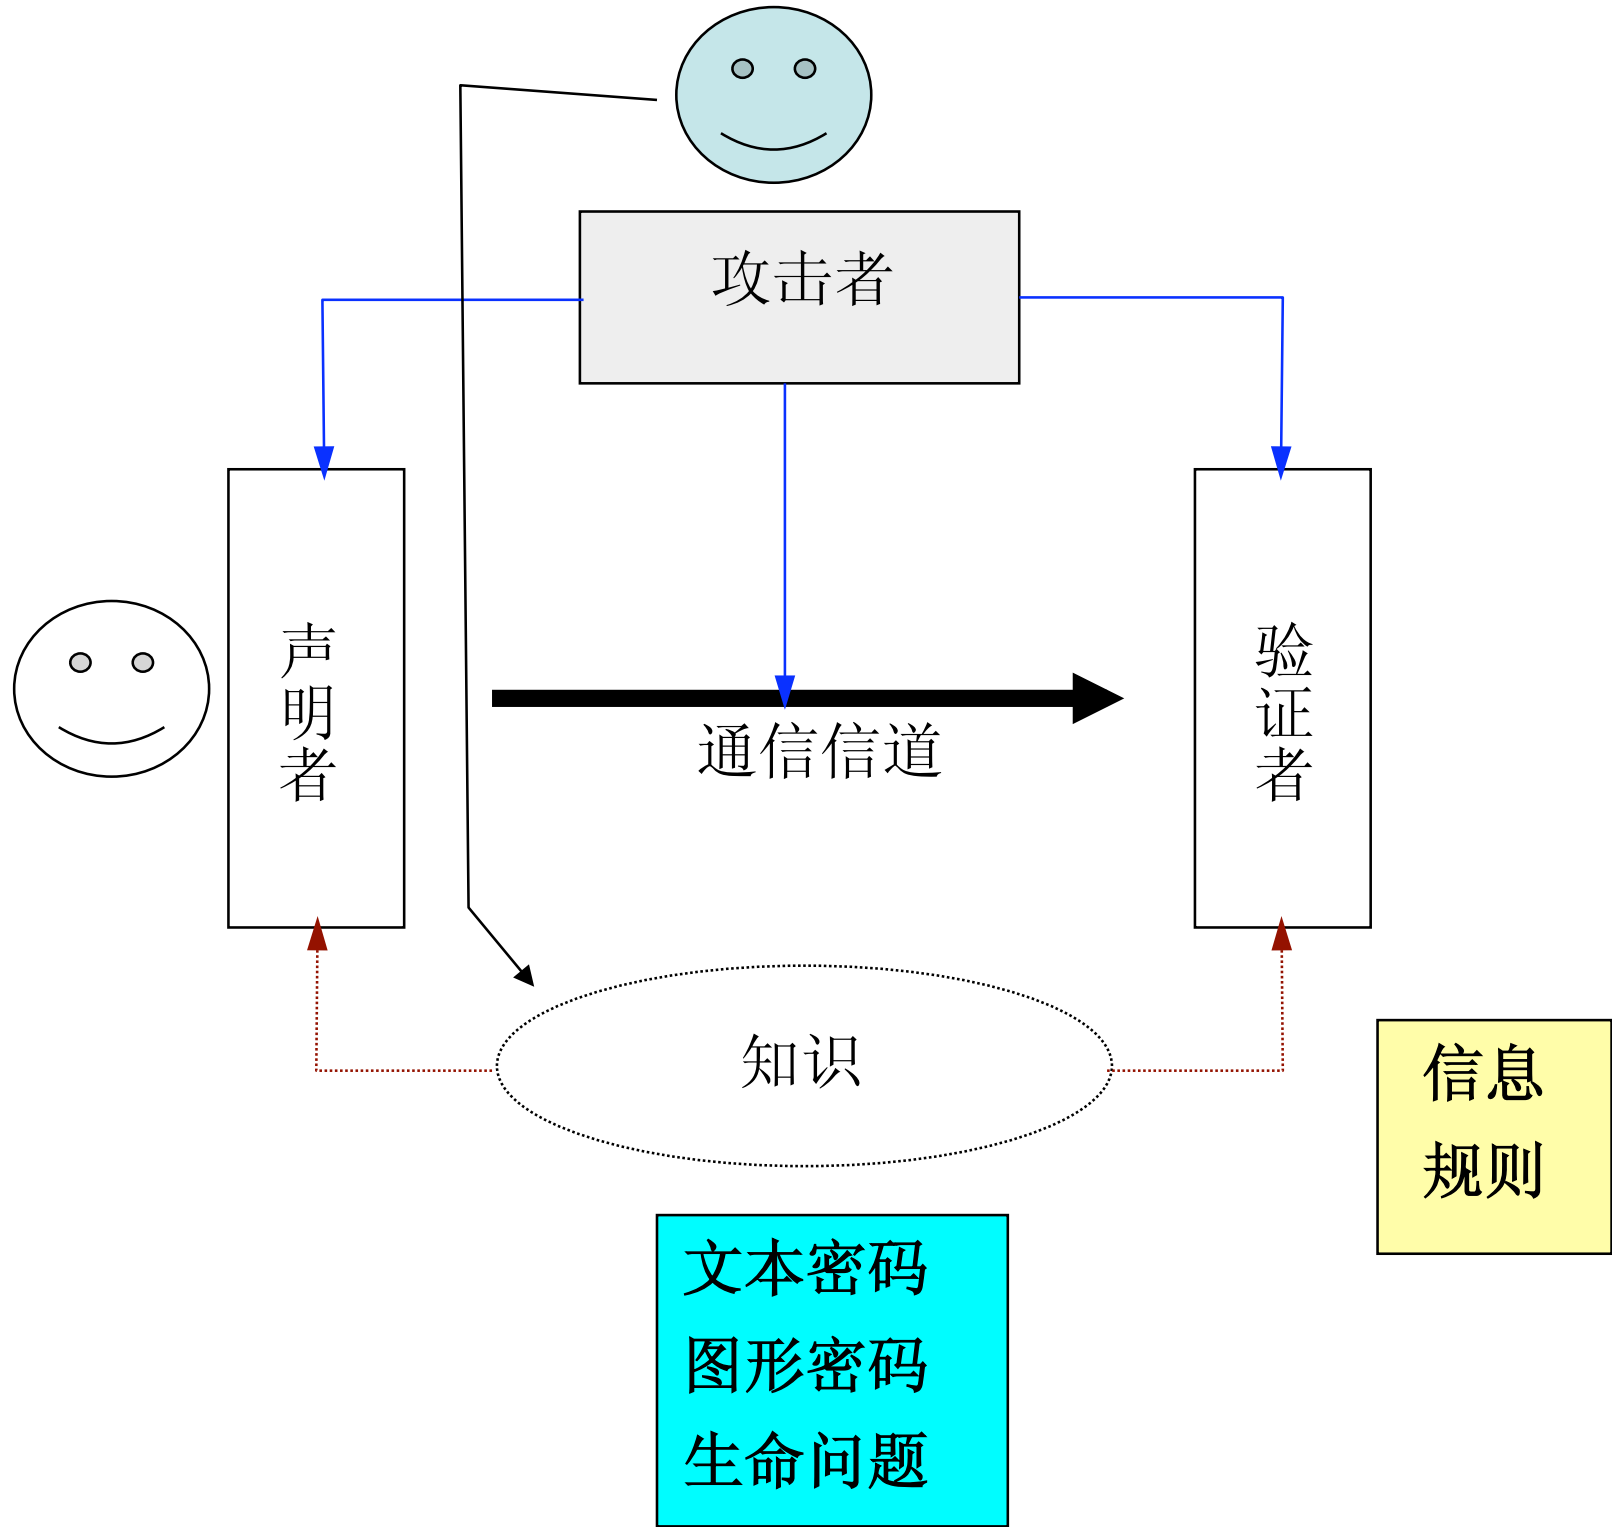 攻击者
声明者
验证者
通信信道
知识
信息
规则
文本密码
图形密码
生命问题